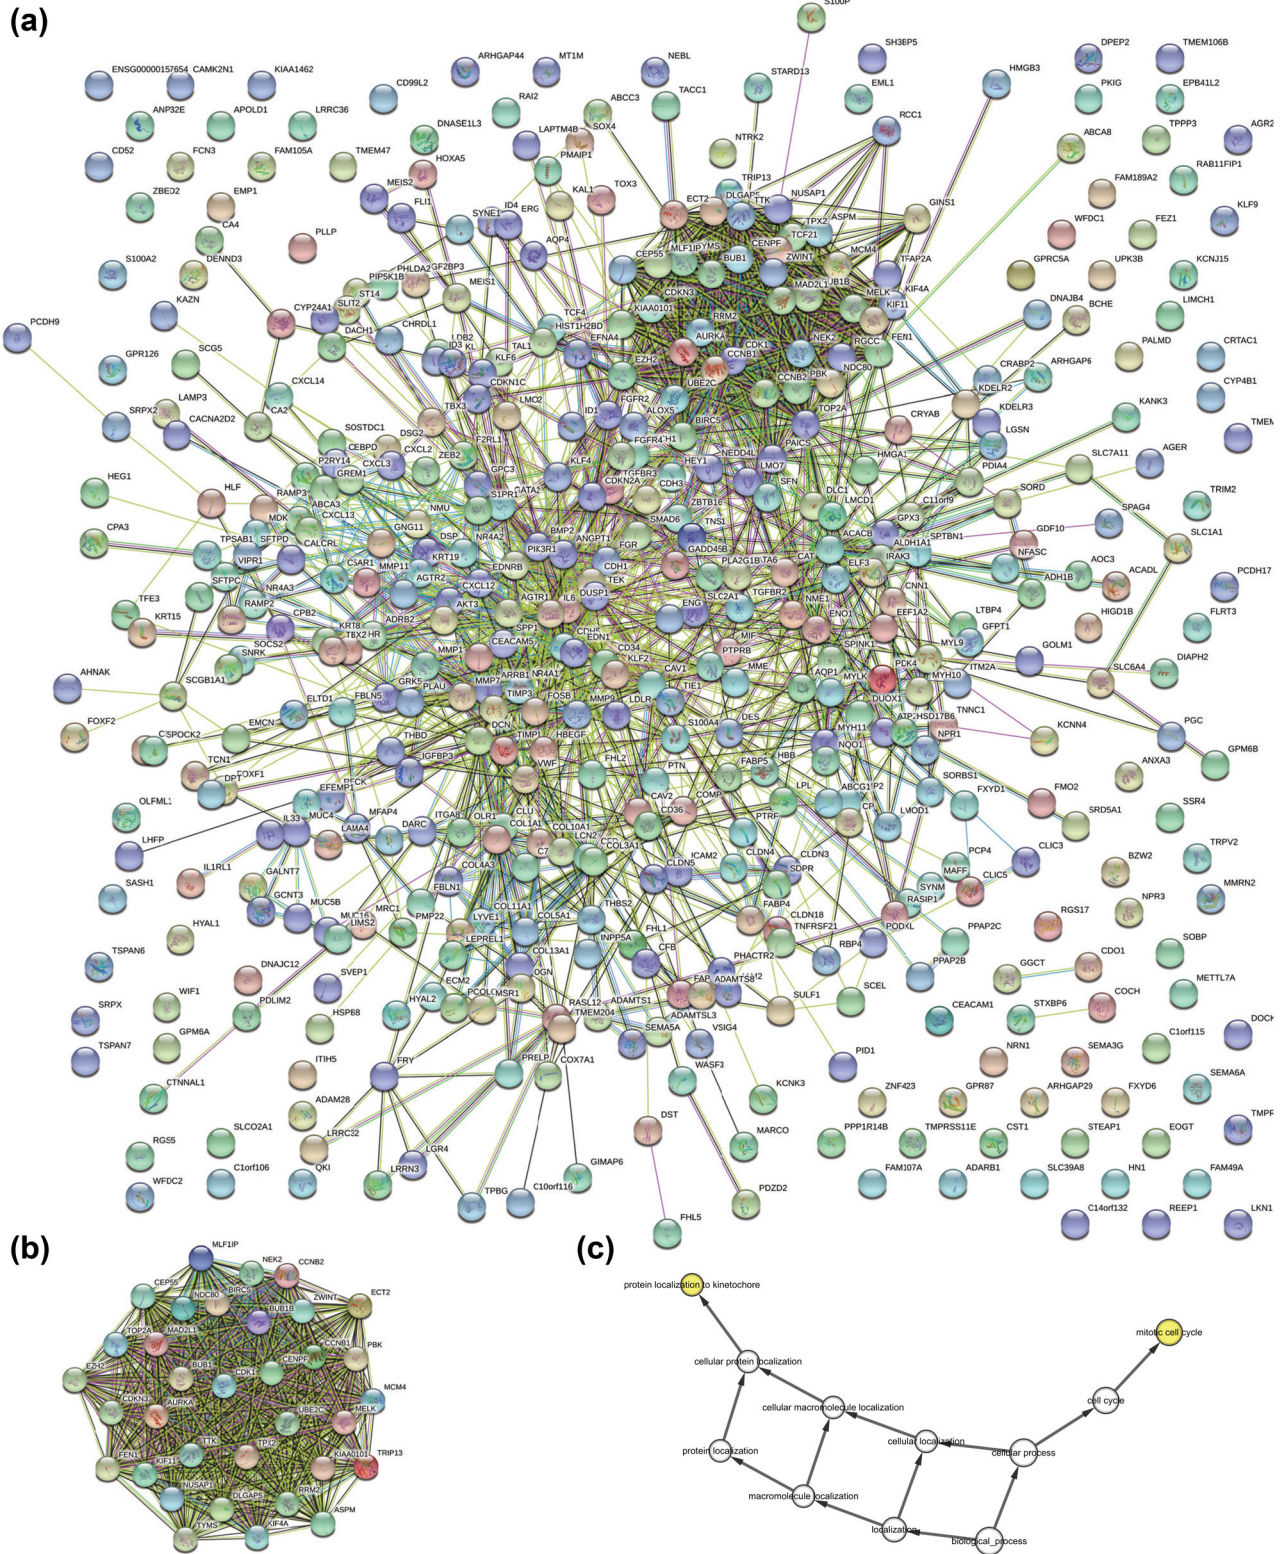 (a)
S100P
ENSG00000157654 CAMK2N1 KIAA1462
ARHGAP44 MT1M NEBL SH3BP5 DPEP2 TMEM106B
CD99L2 RAI2 ABCC3 TACC1 STARD13 EML1 HMGB3 PKIG EPB41L2
ANP32E APOLD1 LRRC36 DNASE1L3 LAPTM4B SOX4 NTRK2 RCC1 ABCA8 TPPP3
CD52 FCN3 FAM105A TMEM47 HOXA5 PMAIP1 RAB11FIP1
ZBED2 EMP1 MEIS2 KAL1 TOX3 TRIP13 FAM189A2 KLF9
CA4 PLLP FLI1 SYNE1 ID4 ERG ECT2 TTK NUSAP1 GINS1 WFDC1 FEZ1
S100A2 DENND3 AQP4 CEP55 MLF1IP BUB1 CENPF TPX2 ASPM TCF21 MCM4 GPRC5A UPK3B KCNJ15
KAZN ST14 PIP5K1B PHLDA2 MEIS1 CDKN3 ZWINT MAD2L1 MELK TFAP2A KIF4A LIMCH1
PCDH9 CYP24A1 SLIT2 TCF4 HIST1H2BD KIAA0101 RRM2 KIF11 DNAJB4 BCHE
GPR126 SCG5 DACH1 CHRDL1 LDB2 ID3 KL TAL1 EFNA4 AURKA CDK1 NEK2 RGCC FEN1 PALMD CRTAC1
LAMP3 CXCL14 KLF6 EZH2 CCNB1 NDC80 CRABP2 ARHGAP6
SRPX2 CACNA2D2 CA2 CDKN1C LMO2 UBE2C CCNB2 PBK KDELR2 CYP4B1
TBX3 ID1 FGFR2 ALOX5 BIRC5 TOP2A CRYAB KDELR3 KANK3
SOSTDC1 CEBPD DSG2 F2RL1 FGFR4 PAICS LGSN
HEG1 HLF P2RY14 CXCL3 CXCL2 ZEB2 GPC3 KLF4 TGFBR3 HEY1 NEDD4L LMO7 HMGA1 PDIA4 SLC7A11 AGER
RAMP3 GREM1 S1PR1 GATA2 CDKN2A CDH3 SFN DLC1 C11orf9 SORD TRIM2
CPA3 MDK ABCA3 CXCL13 NMU SMAD6 ZBTB16 LMCD1 GPX3 GDF10 SPAG4
TPSAB1 SFTPD CALCRL GNG11 DSP NR4A2 BMP2 ANGPT1 TNS1 ACACB SPTBN1 NFASC SLC1A1
VIPR1 C5AR1 MMP11 KRT19 EDNRB PIK3R1 FGR GADD45B CAT ALDH1A1 IRAK3 AOC3 ACADL PCDH17
SFTPC NR4A3 AGTR2 CXCL12 CDH1 TEK PLA2G1B ELF3 ADH1B
TFE3 KRT15 RAMP2 CPB2 AKT3 AGTR1 IL6 DUSP1 SLC2A1 TGFBR2 NME1 CNN1 HIGD1B FLRT3
SOCS2 KRT8 TBX2 HR ADRB2 SPP1 ENG ENO1 EEF1A2 LTBP4 GFPT1
SNRK MMP1 CEACAM5 EDN1 CD34 MIF PTPRB SPINK1 MYL9 GOLM1 DIAPH2
AHNAK SCGB1A1 GRK5 PLAU ARRB1 NR4A1 KLF2 CAV1 MME AQP1 PDK4 ITM2A SLC6A4
ELTD1 FBLN5 MMP7 TIMP3 FOSB MMP9 LDLR TIE1 MYLK DUOX1 MYH10
FOXF2 SPOCK2 EMCN DCN S100A4 DES MYH11 HSD17B6 TNNC1 KCNN4 PGC
THBD TIMP1 HBEGF NQO1 NPR1 GPM6B
TCN1 FOXF1 IGFBP3 VWF FHL2 PTN FABP5 HBB SORBS1 ANXA3
DPT EFEMP1 RECK ABCG1 FXYD1 FMO2
OLFML1 IL33 MUC4 MFAP4 ITGA8 CLU CAV2 COMP LPL CP LMOD1 SRD5A1 SSR4
LHFP LAMA4 DARC OLR1 COL1A1 COL10A1 CD36 PTRF
IL1RL1 C7 LCN2 COL3A1 ICAM2 CLDN4 CLDN3 PCP4 CLIC3 BZW2 TRPV2
SASH1 GALNT7 COL4A3 CLDN5 SDPR MAFF
GCNT3 FBLN1 SYNM CLIC5 MMRN2
MUC5B MRC1 COL11A1 THBS2 FABP4 RASIP1 RGS17 NPR3
HYAL1 MUC16 LIMS2 PMP22 LYVE1 COL5A1 FHL1 CLDN18 TNFRSF21 PODXL
TSPAN6 LEPREL1 INPP5A RBP4 PPAP2C SOBP
DNAJC12 SVEP1 COL13A1 CFB PHACTR2 PPAP2B GGCT CDO1
ECM2 OGN ADAMTS8 METTL7A
SRPX WIF1 PDLIM2 HYAL2 PCOLCE MSR1 RASL12 ADAMTS1 SULF1 SCEL CEACAM1 STXBP6 COCH
HSPB8 TMEM204 ADAMTSL3 DOCK
TSPAN7 GPM6A SEMA5A VSIG4 C1orf115
ITIH5 FRY PRELP COX7A1 WASF3 PID1 NRN1 SEMA3G
CTNNAL1 ADAM28 KCNK3 ZNF423 GPR87 ARHGAP29 FXYD6 SEMA6A
LRRC32 DST TMPR
RGS5 SLCO2A1 LGR4 MARCO PPP1R14B TMPRSS11E CST1 STEAP1 EOGT
WFDC2 C1orf106 QKI LRRN3 GIMAP6 FAM107A ADARB1 SLC39A8 HN1 FAM49A
TPBG C10orf116 PDZD2
FHL5 C14orf132 REEP1 LKN1
(b)
MLF1IP
NEK2 CCNB2
CEP55 NDC80 BIRC5 BUB1B ZWINT ECT2
TOP2A MAD2L1 CCNB1 PBK
EZH2 BUB1 CDK1 CENPF
CDKN3 AURKA UBE2C MELK MCM4
FEN1 KIF11 TTK TPX2 KIAA0101 TRIP13
NUSAP1 DLGAP5 RRM2
TYMS KIF4A ASPM
(c)
protein localization to kinetochore
mitotic cell cycle
cellular protein localization
cell cycle
cellular macromolecule localization
cellular localization
protein localization
cellular process
macromolecule localization
localization
biological_process